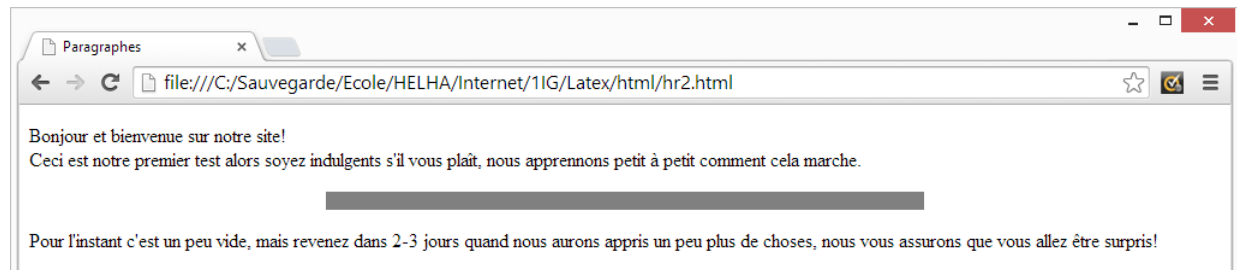 Paragraphes
file:///C:/Sauvegarde/Ecole/HELHA/Internet/1IG/Latex/html/hr2.html
Bonjour et bienvenue sur notre site!
Ceci est notre premier test alors soyez indulgents s'il vous plaît, nous apprennons petit à petit comment cela marche.
Pour l'instant c'est un peu vide, mais revenez dans 2-3 jours quand nous aurons appris un peu plus de choses, nous vous assurons que vous allez être surpris!